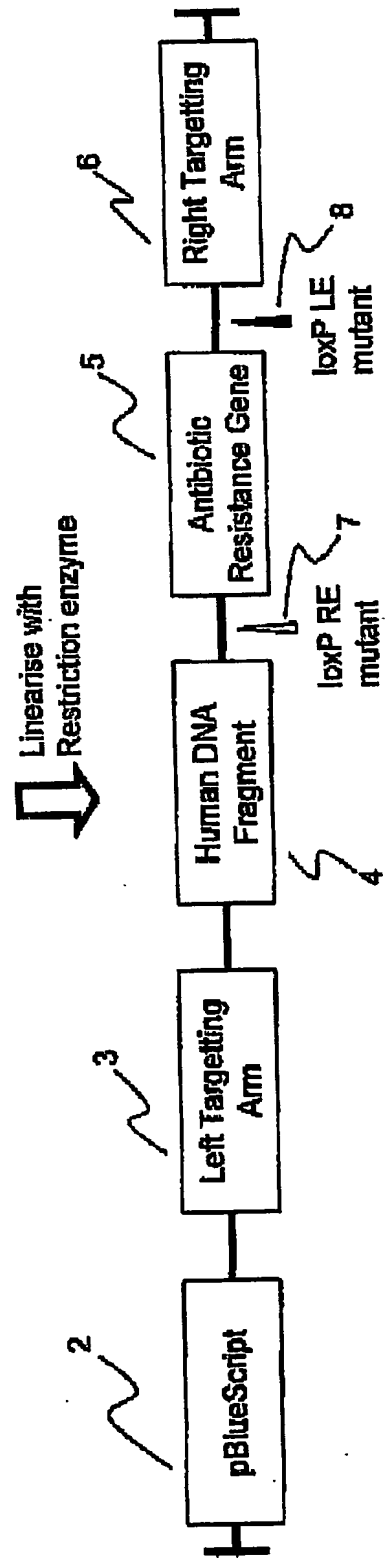 Linearise with
Restriction enzyme
2
3
4
5
6
pBlueScript
Left Targetting
Arm
Human DNA
Fragment
Antibiotic
Resistance Gene
Right Targetting
Arm
7
8
loxP RE
mutant
loxP LE
mutant